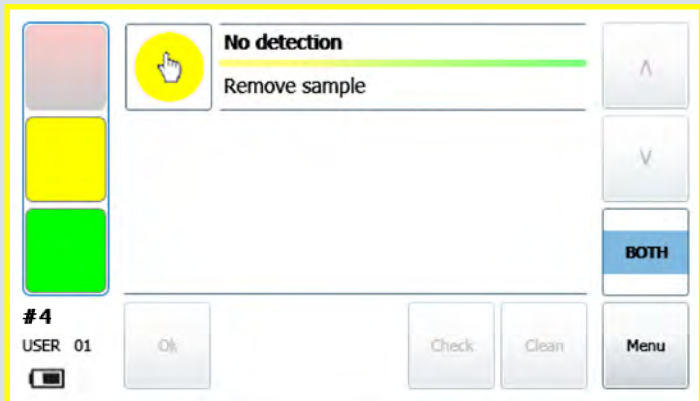 No detection
Remove sample
∧
∨
BOTH
#4
USER 01
Ok
Check
Clean
Menu